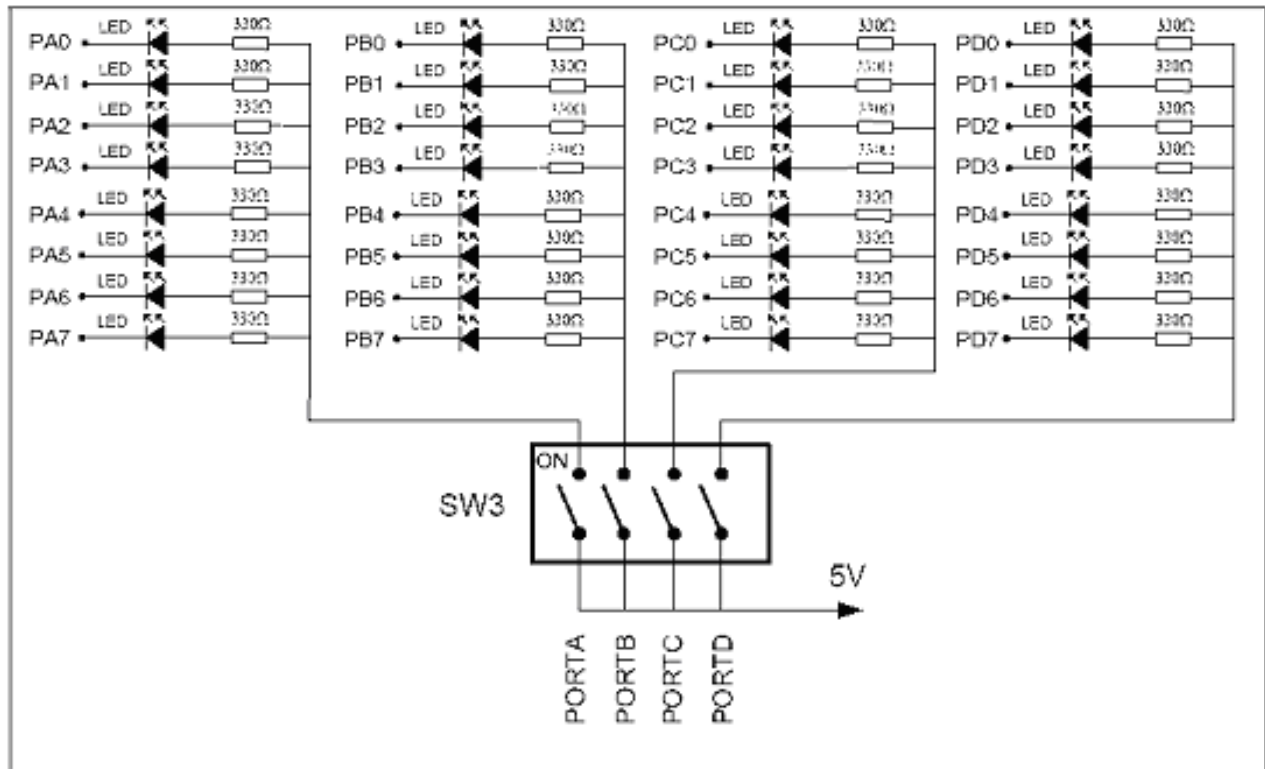 PA0 LED 330Ω PB0 LED 330Ω PC0 LED 330Ω PD0 LED 330Ω
PA1 LED 330Ω PB1 LED 330Ω PC1 LED PD1 LED 330Ω
PA2 LED 330Ω PB2 LED PC2 LED PD2 LED 330Ω
PA3 LED 330Ω PB3 LED PC3 LED PD3 LED 330Ω
PA4 LED 330Ω PB4 LED 330Ω PC4 LED 330Ω PD4 LED 330Ω
PA5 LED 330Ω PB5 LED 330Ω PC5 LED 330Ω PD5 LED 330Ω
PA6 LED 330Ω PB6 LED 330Ω PC6 LED 330Ω PD6 LED 330Ω
PA7 LED 330Ω PB7 LED 330Ω PC7 LED 330Ω PD7 LED 330Ω
ON
SW3
5V
PORTA
PORTB
PORTC
PORTD